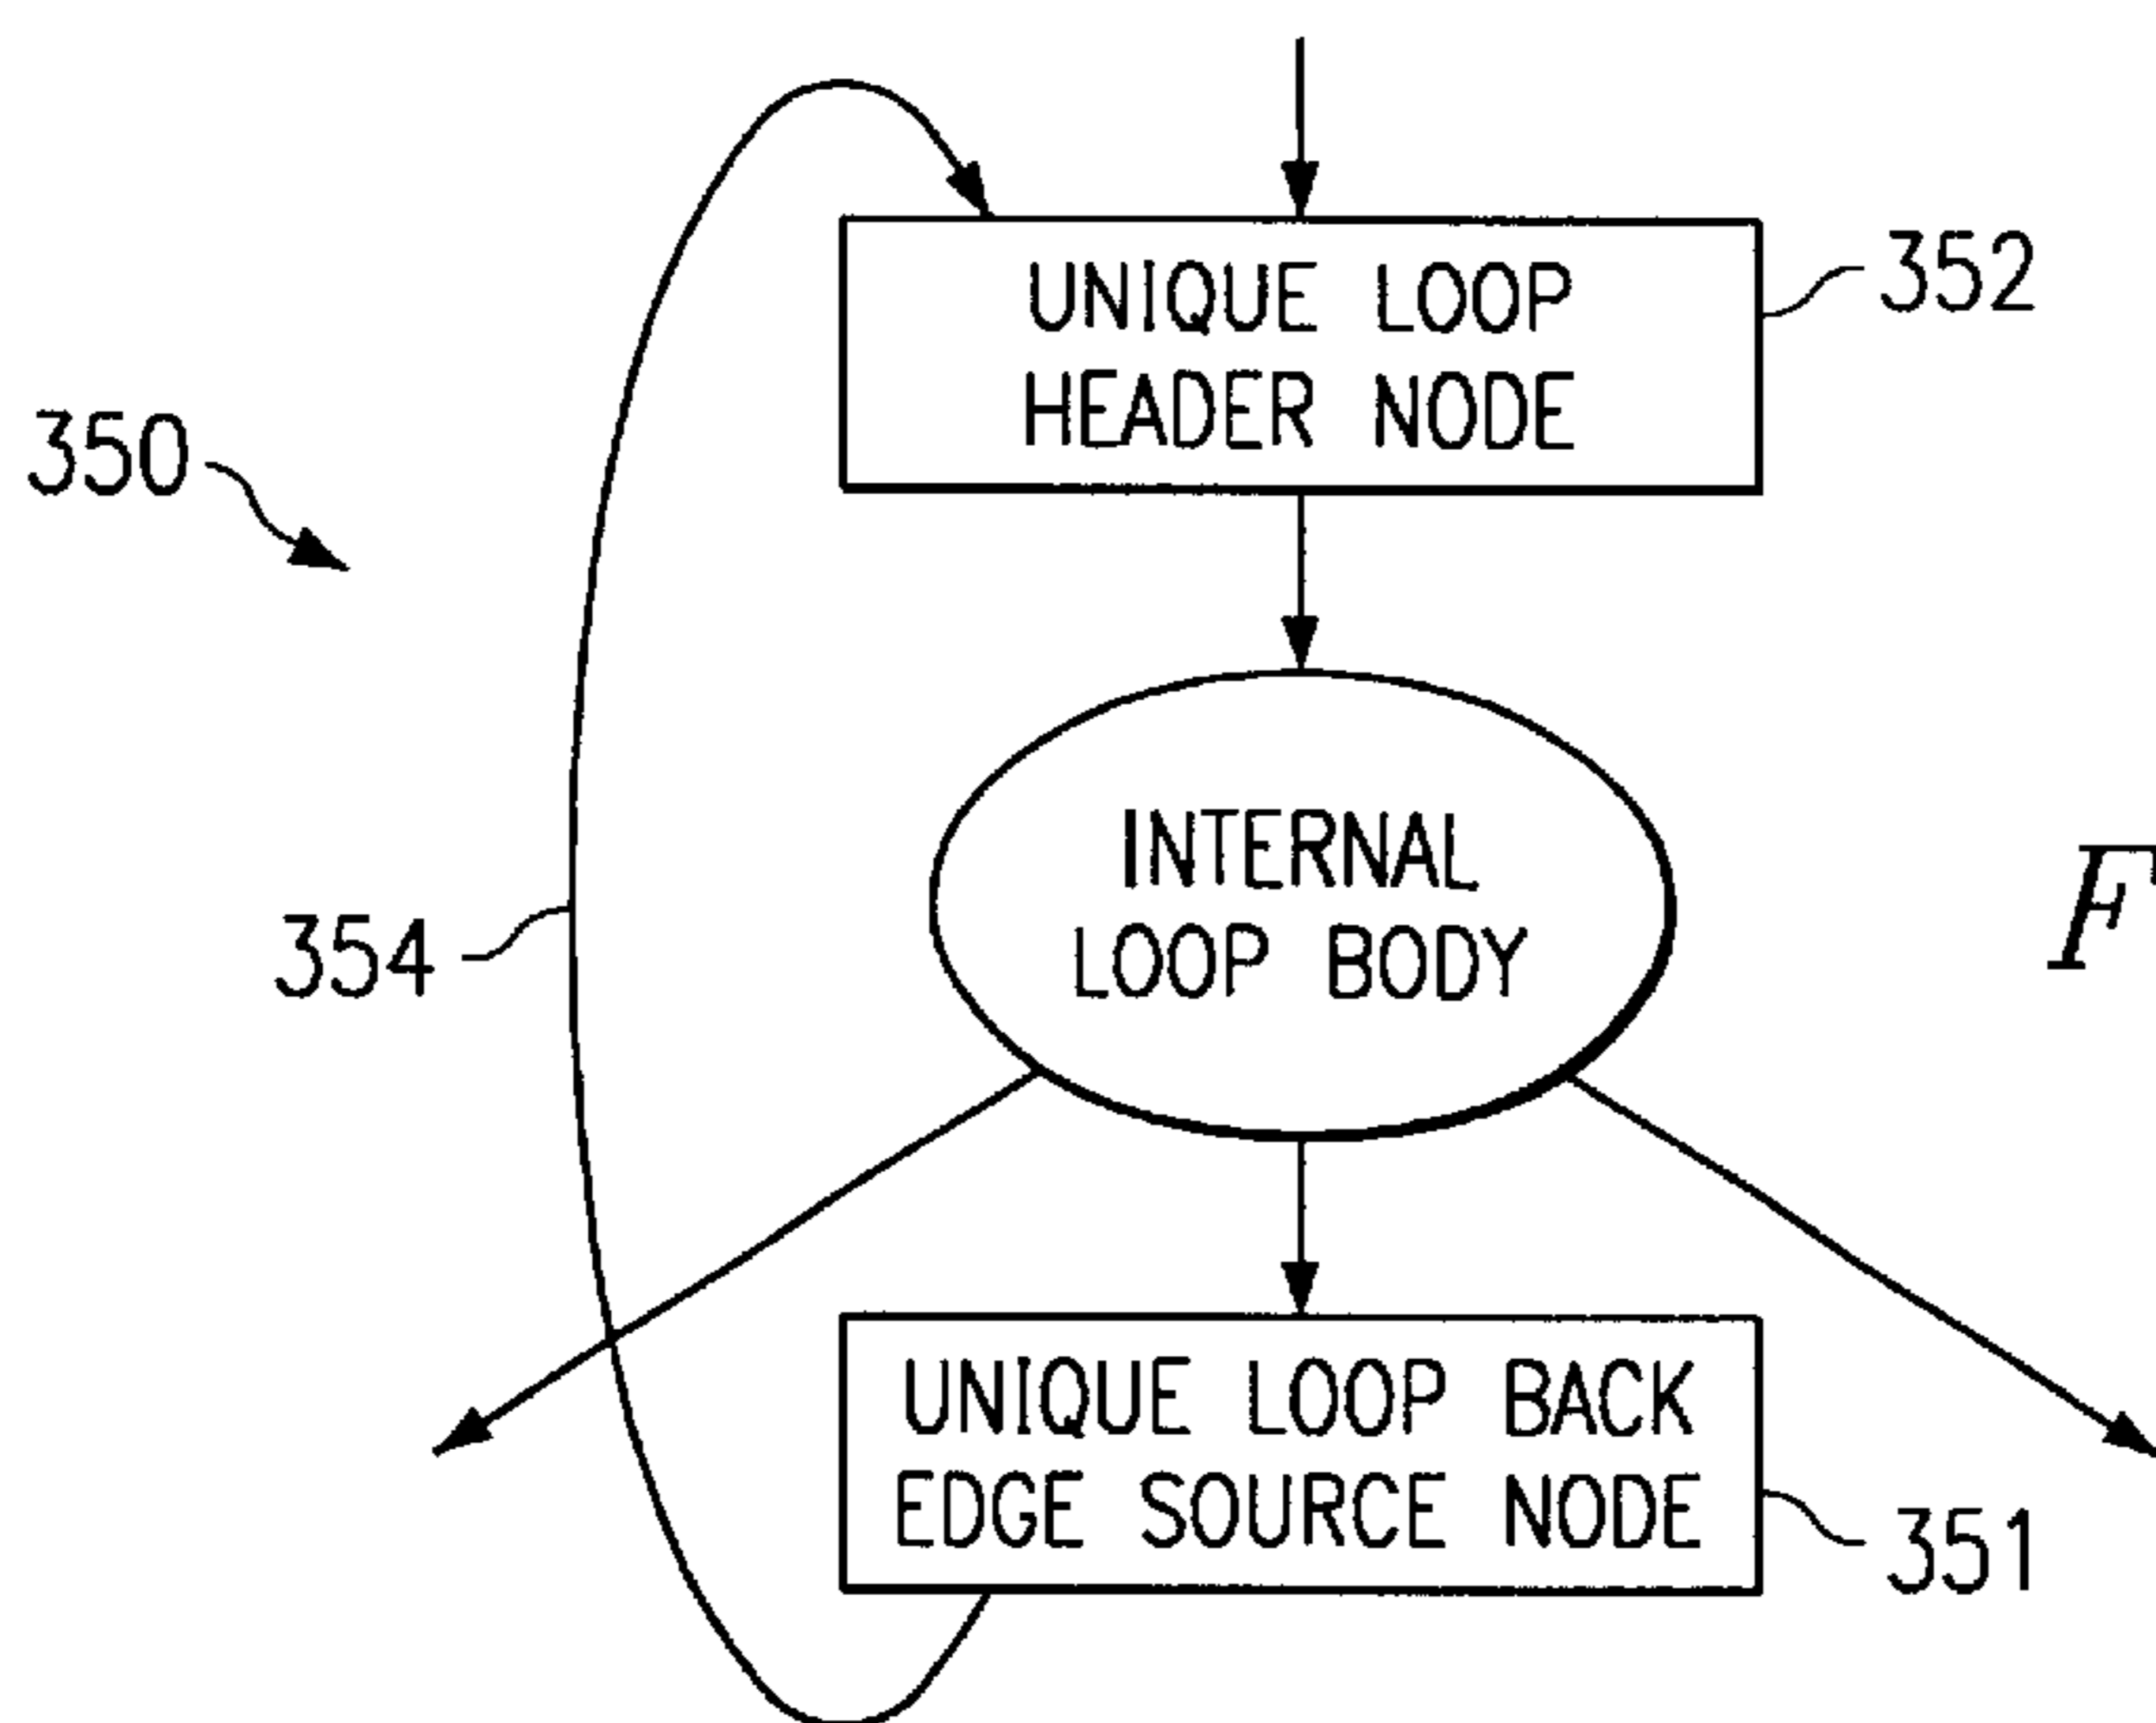 UNIQUE LOOP
HEADER NODE
352
350
INTERNAL
LOOP BODY
F
354
UNIQUE LOOP BACK
EDGE SOURCE NODE
351